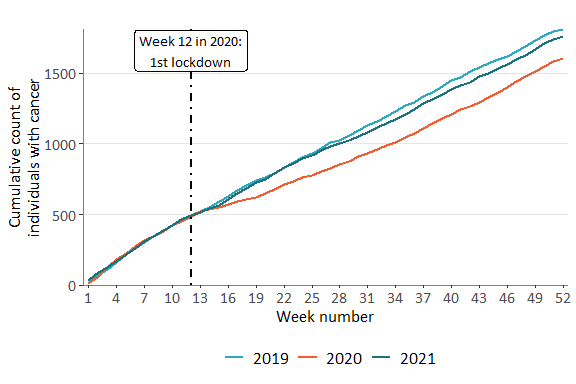 Week 12 in 2020:
1st lockdown
Cumulative count of
individuals with cancer
1500
1000
500
0
1 4 7 10 13 16 19 22 25 28 31 34 37 40 43 46 49 52
Week number
2019 2020 2021